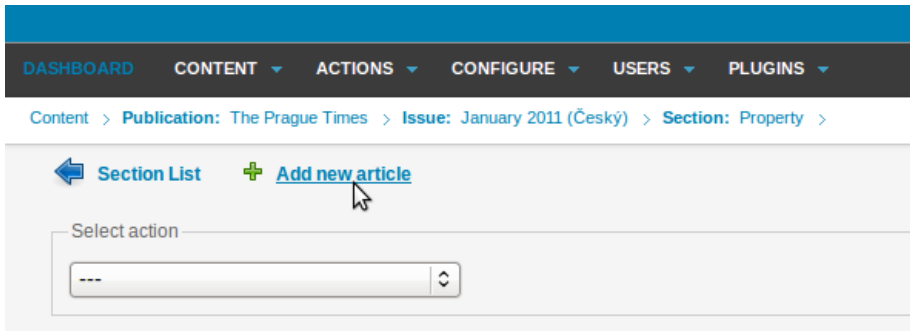 DASHBOARD CONTENT ACTIONS CONFIGURE USERS PLUGINS
Content > Publication: The Prague Times > Issue: January 2011 (Český) > Section: Property >
Section List Add new article
Select action
---